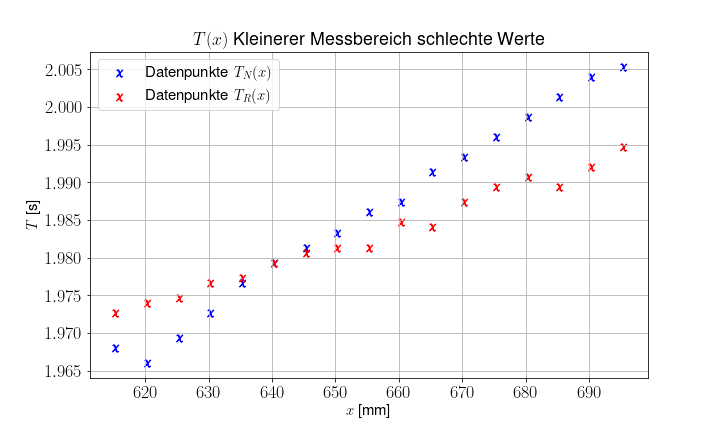 T(x) Kleinerer Messbereich schlechte Werte
Datenpunkte T_N(x)
Datenpunkte T_R(x)
2.005
2.000
1.995
1.990
1.985
1.980
1.975
1.970
1.965
T [s]
620 630 640 650 660 670 680 690
x [mm]